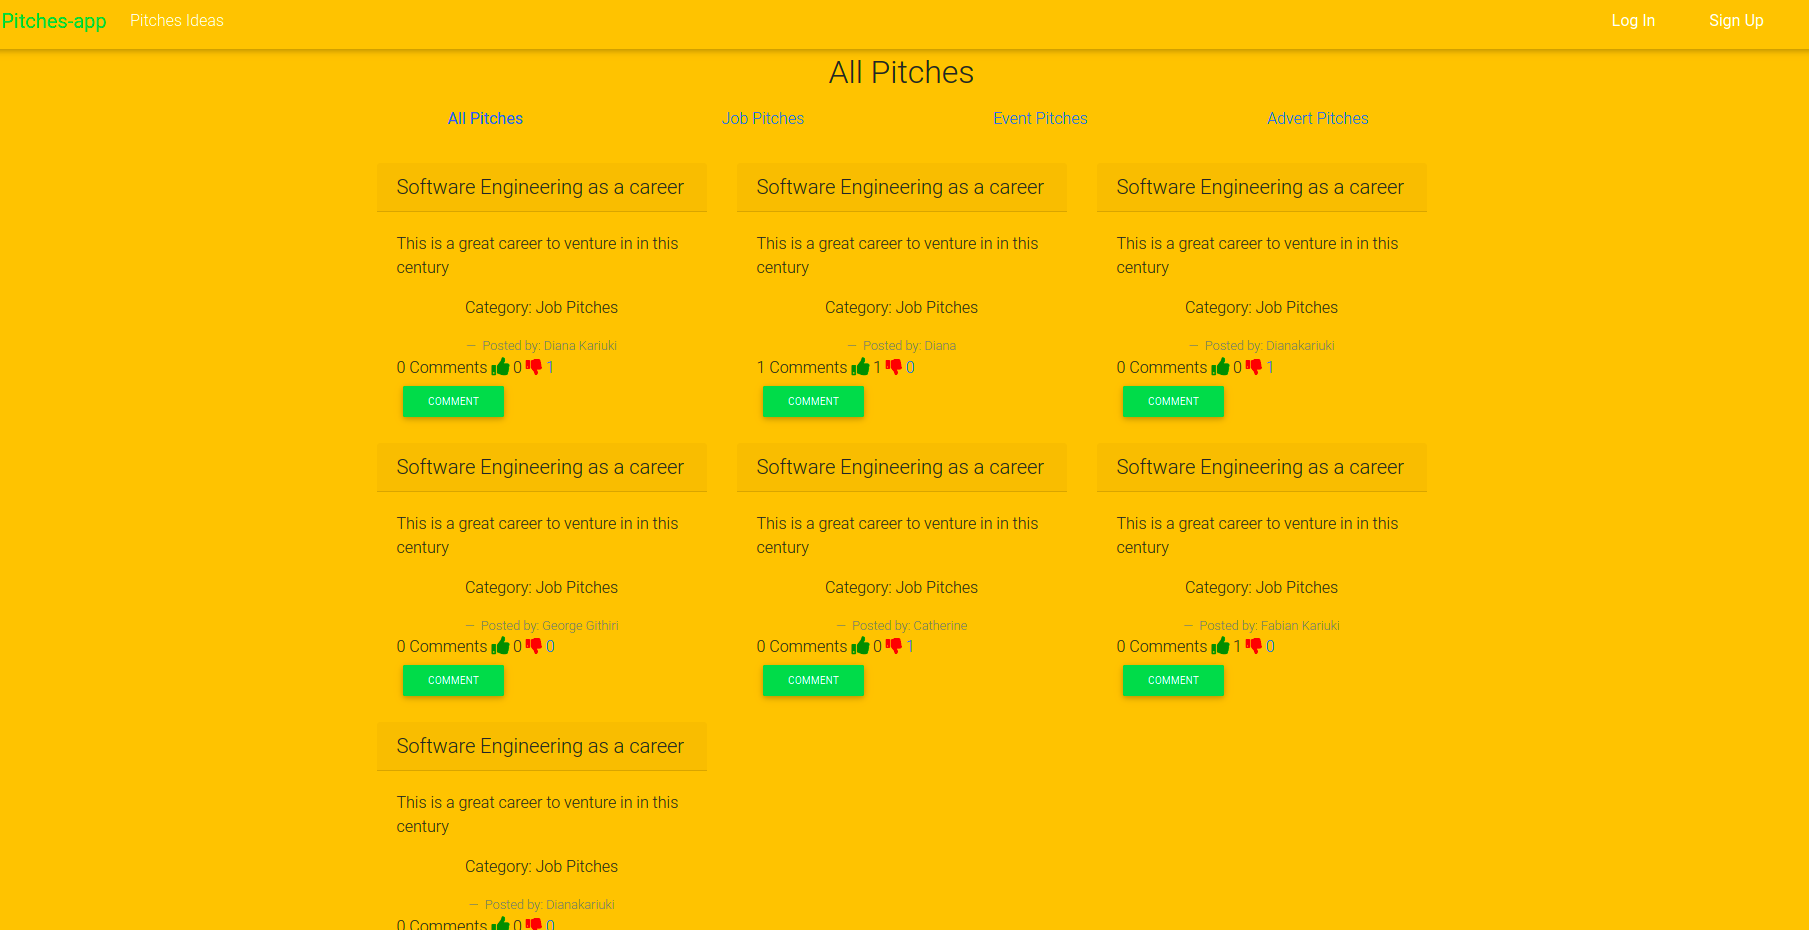 Pitches-app Pitches Ideas Log In Sign Up
All Pitches
All Pitches Job Pitches Event Pitches Advert Pitches
Software Engineering as a career
This is a great career to venture in in this
century
Category: Job Pitches
— Posted by: Diana Kariuki
0 Comments 0 1
COMMENT
Software Engineering as a career
This is a great career to venture in in this
century
Category: Job Pitches
— Posted by: Diana
1 Comments 1 0
COMMENT
Software Engineering as a career
This is a great career to venture in in this
century
Category: Job Pitches
— Posted by: Dianakariuki
0 Comments 0 1
COMMENT
Software Engineering as a career
This is a great career to venture in in this
century
Category: Job Pitches
— Posted by: George Githiri
0 Comments 0 0
COMMENT
Software Engineering as a career
This is a great career to venture in in this
century
Category: Job Pitches
— Posted by: Catherine
0 Comments 0 1
COMMENT
Software Engineering as a career
This is a great career to venture in in this
century
Category: Job Pitches
— Posted by: Fabian Kariuki
0 Comments 1 0
COMMENT
Software Engineering as a career
This is a great career to venture in in this
century
Category: Job Pitches
— Posted by: Dianakariuki
0 Comments 0 0